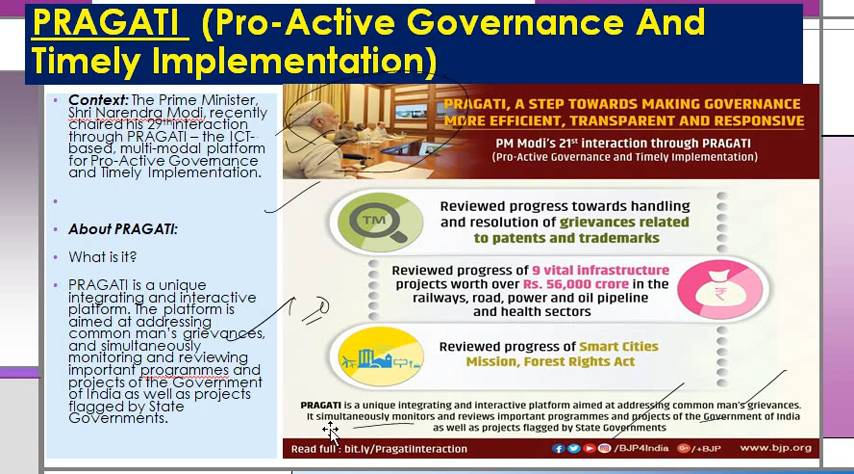 PRAGATI (Pro-Active Governance And
Timely Implementation)
Context: The Prime Minister,
Shri Narendra Modi, recently
chaired his 29th interaction
through PRAGATI – the ICT-
based, multi-modal platform
for Pro-Active Governance
and Timely Implementation.
About PRAGATI:
What is it?
PRAGATI is a unique
integrating and interactive
platform. The platform is
aimed at addressing
common man's grievances,
and simultaneously
monitoring and reviewing
important programmes and
projects of the Government
of India as well as projects
flagged by State
Governments.
PRAGATI, A STEP TOWARDS MAKING GOVERNANCE
MORE EFFICIENT, TRANSPARENT AND RESPONSIVE
PM Modi's 21st interaction through PRAGATI
(Pro-Active Governance and Timely Implementation)
TM
Reviewed progress towards handling
and resolution of grievances related
to patents and trademarks
Reviewed progress of 9 vital infrastructure
projects worth over Rs. 56,000 crore in the
railways, road, power and oil pipeline
and health sectors
₹
Reviewed progress of Smart Cities
Mission, Forest Rights Act
PRAGATI is a unique integrating and interactive platform aimed at addressing common man's grievances.
It simultaneously monitors and reviews important programmes and projects of the Government of India
as well as projects flagged by State Governments
Read full : bit.ly/PragatiInteraction
/BJP4India
G+ /+BJP
www.bjp.org